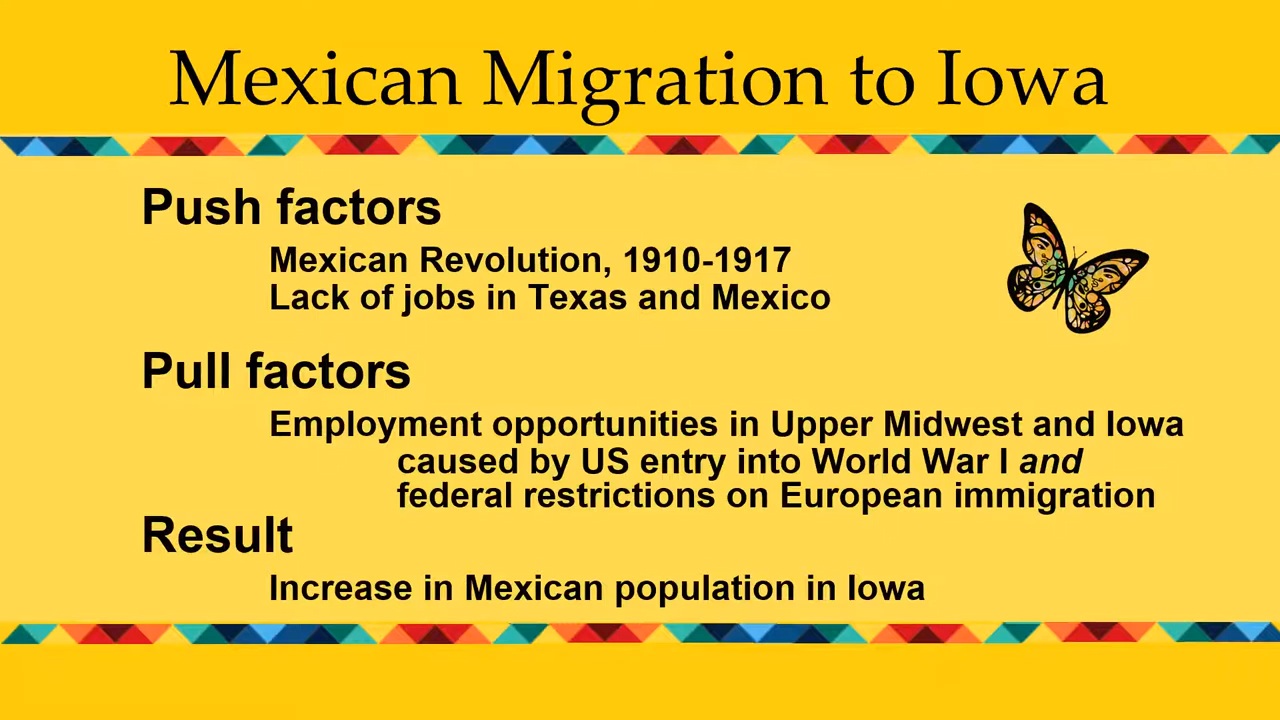 Mexican Migration to Iowa
Push factors
Mexican Revolution, 1910-1917
Lack of jobs in Texas and Mexico
Pull factors
Employment opportunities in Upper Midwest and Iowa
caused by US entry into World War I and
federal restrictions on European immigration
Result
Increase in Mexican population in Iowa